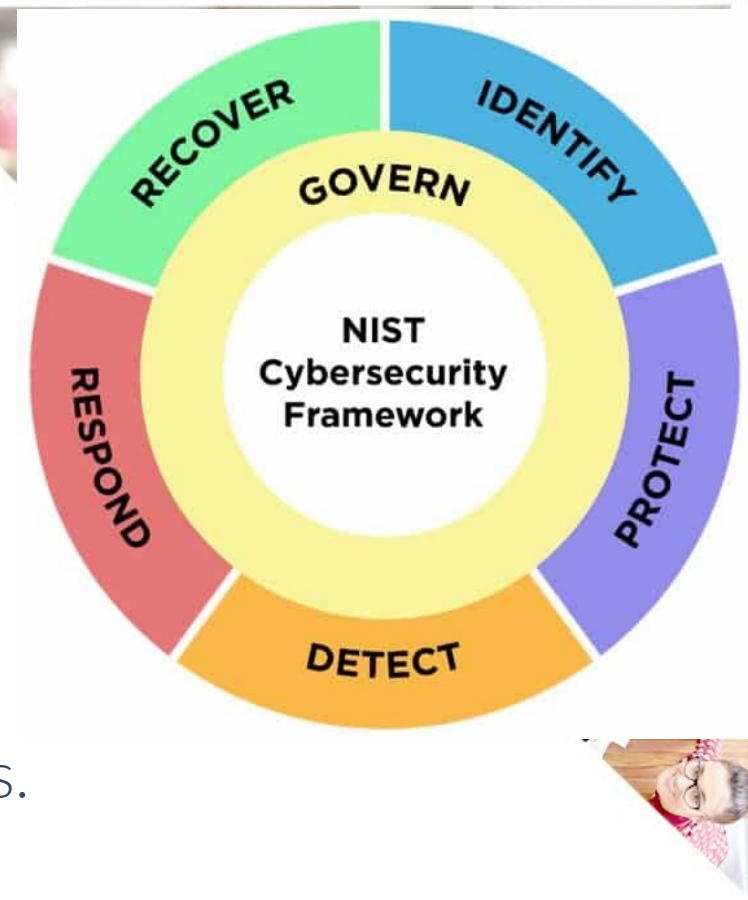 RECOVER
IDENTIFY
GOVERN
NIST
Cybersecurity
Framework
RESPOND
PROTECT
DETECT
s.